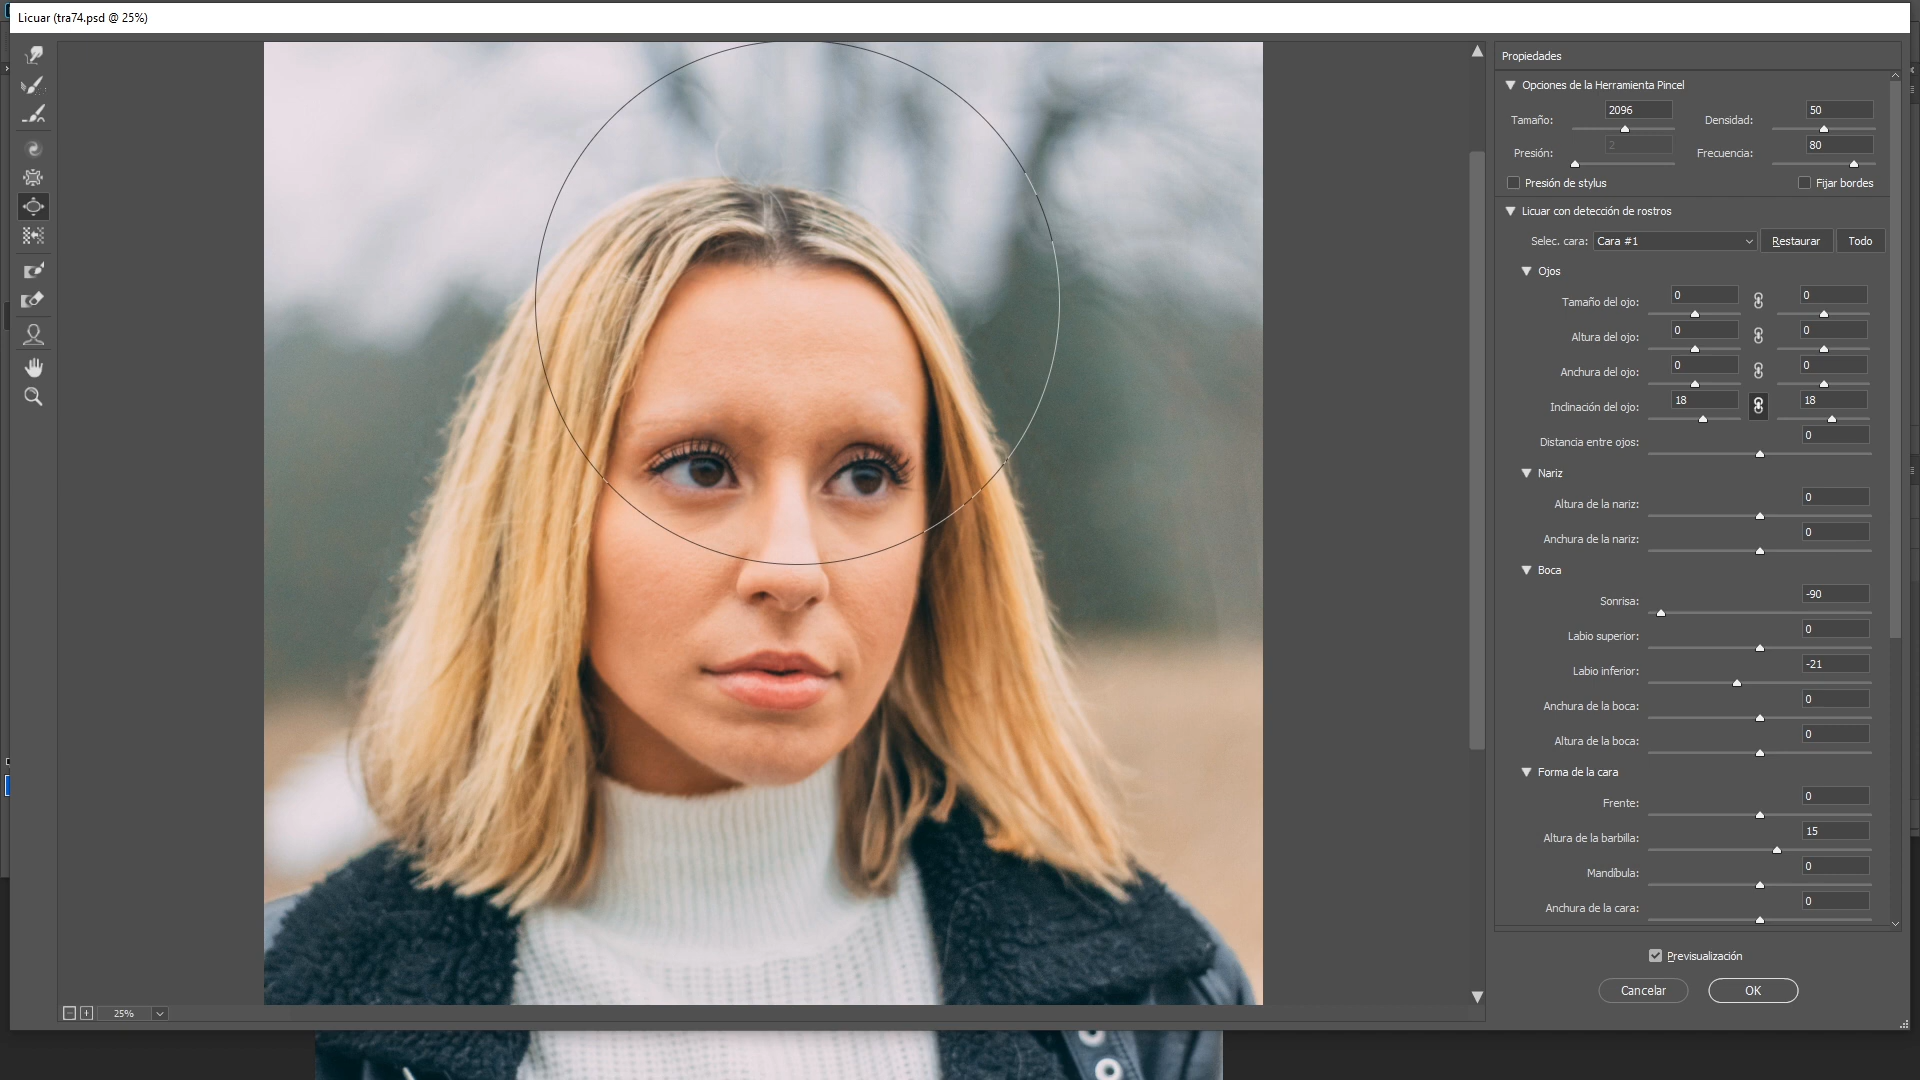 Licuar (tra74.psd @ 25%)
Propiedades
Opciones de la Herramienta Pincel
Tamaño: 2096 Densidad: 50
Presión: 2 Frecuencia: 80
Presión de stylus Fijar bordes
Licuar con detección de rostros
Selec. cara: Cara #1 Restaurar Todo
Ojos
Tamaño del ojo: 0 0
Altura del ojo: 0 0
Anchura del ojo: 0 0
Inclinación del ojo: 18 18
Distancia entre ojos: 0
Nariz
Altura de la nariz: 0
Anchura de la nariz: 0
Boca
Sonrisa: -90
Labio superior: 0
Labio inferior: -21
Anchura de la boca: 0
Altura de la boca: 0
Forma de la cara
Frente: 0
Altura de la barbilla: 15
Mandíbula: 0
Anchura de la cara: 0
Previsualización
Cancelar OK
25%